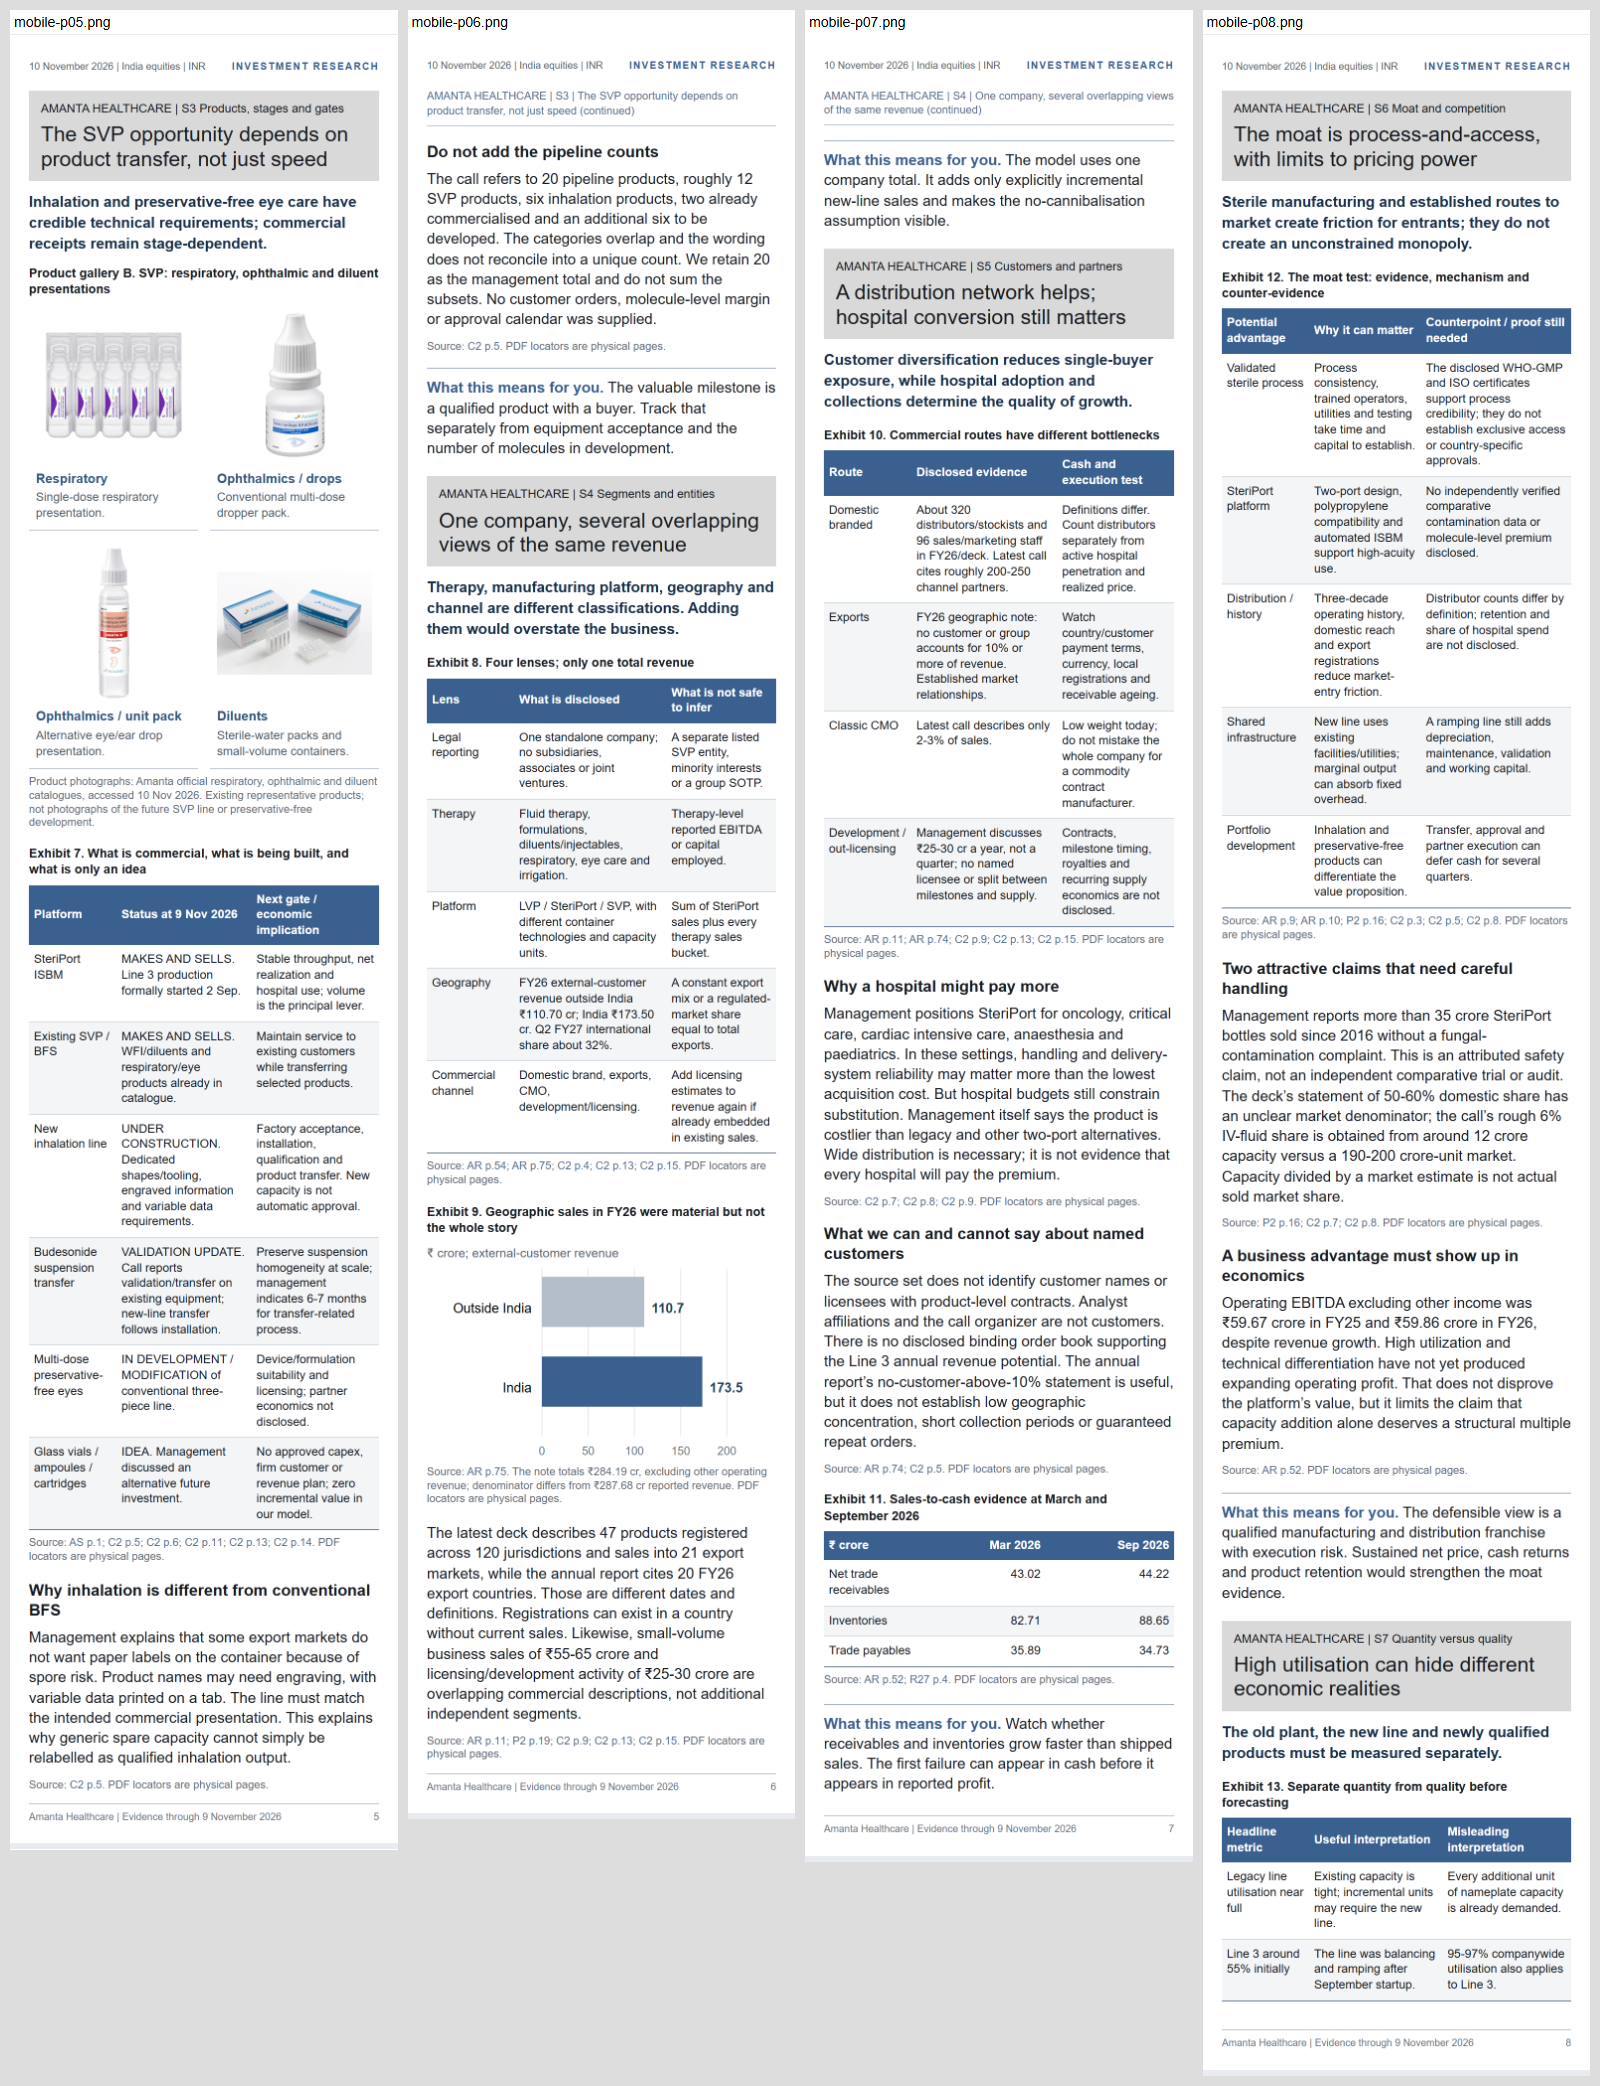 mobile-p05.png
10 November 2026 | India equities | INR
INVESTMENT RESEARCH
AMANTA HEALTHCARE | S3 Products, stages and gates
The SVP opportunity depends on
product transfer, not just speed
Inhalation and preservative-free eye care have
credible technical requirements; commercial
receipts remain stage-dependent.
Product gallery B. SVP: respiratory, ophthalmic and diluent
presentations
Respiratory
Single-dose respiratory
presentation.
Ophthalmics / drops
Conventional multi-dose
dropper pack.
Ophthalmics / unit pack
Alternative eye/ear drop
presentation.
Diluents
Sterile-water packs and
small-volume containers.
Product photographs: Amanta official respiratory, ophthalmic and diluent
catalogues, accessed 10 Nov 2026. Existing representative products;
not photographs of the future SVP line or preservative-free
development.
Exhibit 7. What is commercial, what is being built, and
what is only an idea
Platform
Status at 9 Nov 2026
Next gate /
economic
implication
SteriPort
ISBM
MAKES AND SELLS.
Line 3 production
formally started 2 Sep.
Stable throughput, net
realization and
hospital use; volume
is the principal lever.
Existing SVP /
BFS
MAKES AND SELLS.
WFI/diluents and
respiratory/eye
products already in
catalogue.
Maintain service to
existing customers
while transferring
selected products.
New
inhalation line
UNDER
CONSTRUCTION.
Dedicated
shapes/tooling,
engraved information
and variable data
requirements.
Factory acceptance,
installation,
qualification and
product transfer. New
capacity is not
automatic approval.
Budesonide
suspension
transfer
VALIDATION UPDATE.
Call reports
validation/transfer on
existing equipment;
new-line transfer
follows installation.
Preserve suspension
homogeneity at scale;
management
indicates 6-7 months
for transfer-related
process.
Multi-dose
preservative-
free eyes
IN DEVELOPMENT /
MODIFICATION of
conventional three-
piece line.
Device/formulation
suitability and
licensing; partner
economics not
disclosed.
Glass vials /
ampoules /
cartridges
IDEA. Management
discussed an
alternative future
investment.
No approved capex,
firm customer or
revenue plan; zero
incremental value in
our model.
Source: AS p.1; C2 p.5; C2 p.6; C2 p.11; C2 p.13; C2 p.14. PDF
locators are physical pages.
Why inhalation is different from conventional
BFS
Management explains that some export markets do
not want paper labels on the container because of
spore risk. Product names may need engraving, with
variable data printed on a tab. The line must match
the intended commercial presentation. This explains
why generic spare capacity cannot simply be
relabelled as qualified inhalation output.
Source: C2 p.5. PDF locators are physical pages.
Amanta Healthcare | Evidence through 9 November 2026
5
mobile-p06.png
10 November 2026 | India equities | INR
INVESTMENT RESEARCH
AMANTA HEALTHCARE | S3 | The SVP opportunity depends on
product transfer, not just speed (continued)
Do not add the pipeline counts
The call refers to 20 pipeline products, roughly 12
SVP products, six inhalation products, two already
commercialised and an additional six to be
developed. The categories overlap and the wording
does not reconcile into a unique count. We retain 20
as the management total and do not sum the
subsets. No customer orders, molecule-level margin
or approval calendar was supplied.
Source: C2 p.5. PDF locators are physical pages.
What this means for you. The valuable milestone is
a qualified product with a buyer. Track that
separately from equipment acceptance and the
number of molecules in development.
AMANTA HEALTHCARE | S4 Segments and entities
One company, several overlapping
views of the same revenue
Therapy, manufacturing platform, geography and
channel are different classifications. Adding
them would overstate the business.
Exhibit 8. Four lenses; only one total revenue
Lens
What is disclosed
What is not safe
to infer
Legal
reporting
One standalone company;
no subsidiaries,
associates or joint
ventures.
A separate listed
SVP entity,
minority interests
or a group SOTP.
Therapy
Fluid therapy,
formulations,
diluents/injectables,
respiratory, eye care and
irrigation.
Therapy-level
reported EBITDA
or capital
employed.
Platform
LVP / SteriPort / SVP, with
different container
technologies and capacity
units.
Sum of SteriPort
sales plus every
therapy sales
bucket.
Geography
FY26 external-customer
revenue outside India
₹110.70 cr; India ₹173.50
cr. Q2 FY27 international
share about 32%.
A constant export
mix or a regulated-
market share
equal to total
exports.
Commercial
channel
Domestic brand, exports,
CMO,
development/licensing.
Add licensing
estimates to
revenue again if
already embedded
in existing sales.
Source: AR p.54; AR p.75; C2 p.4; C2 p.13; C2 p.15. PDF locators are
physical pages.
Exhibit 9. Geographic sales in FY26 were material but not
the whole story
₹ crore; external-customer revenue
Outside India
110.7
India
173.5
0 50 100 150 200
Source: AR p.75. The note totals ₹284.19 cr, excluding other operating
revenue; denominator differs from ₹287.68 cr reported revenue. PDF
locators are physical pages.
The latest deck describes 47 products registered
across 120 jurisdictions and sales into 21 export
markets, while the annual report cites 20 FY26
export countries. Those are different dates and
definitions. Registrations can exist in a country
without current sales. Likewise, small-volume
business sales of ₹55-65 crore and
licensing/development activity of ₹25-30 crore are
overlapping commercial descriptions, not additional
independent segments.
Source: AR p.11; P2 p.19; C2 p.9; C2 p.13; C2 p.15. PDF locators are
physical pages.
Amanta Healthcare | Evidence through 9 November 2026
6
mobile-p07.png
10 November 2026 | India equities | INR
INVESTMENT RESEARCH
AMANTA HEALTHCARE | S4 | One company, several overlapping views
of the same revenue (continued)
What this means for you. The model uses one
company total. It adds only explicitly incremental
new-line sales and makes the no-cannibalisation
assumption visible.
AMANTA HEALTHCARE | S5 Customers and partners
A distribution network helps;
hospital conversion still matters
Customer diversification reduces single-buyer
exposure, while hospital adoption and
collections determine the quality of growth.
Exhibit 10. Commercial routes have different bottlenecks
Route
Disclosed evidence
Cash and
execution test
Domestic
branded
About 320
distributors/stockists and
96 sales/marketing staff
in FY26/deck. Latest call
cites roughly 200-250
channel partners.
Definitions differ.
Count distributors
separately from
active hospital
penetration and
realized price.
Exports
FY26 geographic note:
no customer or group
accounts for 10% or
more of revenue.
Established market
relationships.
Watch
country/customer
payment terms,
currency, local
registrations and
receivable ageing.
Classic CMO
Latest call describes only
2-3% of sales.
Low weight today;
do not mistake the
whole company for
a commodity
contract
manufacturer.
Development /
out-licensing
Management discusses
₹25-30 cr a year, not a
quarter; no named
licensee or split between
milestones and supply.
Contracts,
milestone timing,
royalties and
recurring supply
economics are not
disclosed.
Source: AR p.11; AR p.74; C2 p.9; C2 p.13; C2 p.15. PDF locators are
physical pages.
Why a hospital might pay more
Management positions SteriPort for oncology, critical
care, cardiac intensive care, anaesthesia and
paediatrics. In these settings, handling and delivery-
system reliability may matter more than the lowest
acquisition cost. But hospital budgets still constrain
substitution. Management itself says the product is
costlier than legacy and other two-port alternatives.
Wide distribution is necessary; it is not evidence that
every hospital will pay the premium.
Source: C2 p.7; C2 p.8; C2 p.9. PDF locators are physical pages.
What we can and cannot say about named
customers
The source set does not identify customer names or
licensees with product-level contracts. Analyst
affiliations and the call organizer are not customers.
There is no disclosed binding order book supporting
the Line 3 annual revenue potential. The annual
report's no-customer-above-10% statement is useful,
but it does not establish low geographic
concentration, short collection periods or guaranteed
repeat orders.
Source: AR p.74; C2 p.5. PDF locators are physical pages.
Exhibit 11. Sales-to-cash evidence at March and
September 2026
₹ crore
Mar 2026
Sep 2026
Net trade
receivables
43.02
44.22
Inventories
82.71
88.65
Trade payables
35.89
34.73
Source: AR p.52; R27 p.4. PDF locators are physical pages.
What this means for you. Watch whether
receivables and inventories grow faster than shipped
sales. The first failure can appear in cash before it
appears in reported profit.
Amanta Healthcare | Evidence through 9 November 2026
7
mobile-p08.png
10 November 2026 | India equities | INR
INVESTMENT RESEARCH
AMANTA HEALTHCARE | S6 Moat and competition
The moat is process-and-access,
with limits to pricing power
Sterile manufacturing and established routes to
market create friction for entrants; they do not
create an unconstrained monopoly.
Exhibit 12. The moat test: evidence, mechanism and
counter-evidence
Potential
advantage
Why it can matter
Counterpoint / proof still
needed
Validated
sterile process
Process
consistency,
trained operators,
utilities and testing
take time and
capital to establish.
The disclosed WHO-GMP
and ISO certificates
support process
credibility; they do not
establish exclusive access
or country-specific
approvals.
SteriPort
platform
Two-port design,
polypropylene
compatibility and
automated ISBM
support high-acuity
use.
No independently verified
comparative
contamination data or
molecule-level premium
disclosed.
Distribution /
history
Three-decade
operating history,
domestic reach
and export
registrations
reduce market-
entry friction.
Distributor counts differ by
definition; retention and
share of hospital spend
are not disclosed.
Shared
infrastructure
New line uses
existing
facilities/utilities;
marginal output
can absorb fixed
overhead.
A ramping line still adds
depreciation,
maintenance, validation
and working capital.
Portfolio
development
Inhalation and
preservative-free
products can
differentiate the
value proposition.
Transfer, approval and
partner execution can
defer cash for several
quarters.
Source: AR p.9; AR p.10; P2 p.16; C2 p.3; C2 p.5; C2 p.8. PDF locators
are physical pages.
Two attractive claims that need careful
handling
Management reports more than 35 crore SteriPort
bottles sold since 2016 without a fungal-
contamination complaint. This is an attributed safety
claim, not an independent comparative trial or audit.
The deck's statement of 50-60% domestic share has
an unclear market denominator; the call's rough 6%
IV-fluid share is obtained from around 12 crore
capacity versus a 190-200 crore-unit market.
Capacity divided by a market estimate is not actual
sold market share.
Source: P2 p.16; C2 p.7; C2 p.8. PDF locators are physical pages.
A business advantage must show up in
economics
Operating EBITDA excluding other income was
₹59.67 crore in FY25 and ₹59.86 crore in FY26,
despite revenue growth. High utilization and
technical differentiation have not yet produced
expanding operating profit. That does not disprove
the platform's value, but it limits the claim that
capacity addition alone deserves a structural multiple
premium.
Source: AR p.52. PDF locators are physical pages.
What this means for you. The defensible view is a
qualified manufacturing and distribution franchise
with execution risk. Sustained net price, cash returns
and product retention would strengthen the moat
evidence.
AMANTA HEALTHCARE | S7 Quantity versus quality
High utilisation can hide different
economic realities
The old plant, the new line and newly qualified
products must be measured separately.
Exhibit 13. Separate quantity from quality before
forecasting
Headline
metric
Useful interpretation
Misleading
interpretation
Legacy line
utilisation near
full
Existing capacity is
tight; incremental units
may require the new
line.
Every additional unit
of nameplate capacity
is already demanded.
Line 3 around
55% initially
The line was balancing
and ramping after
September startup.
95-97% companywide
utilisation also applies
to Line 3.
Amanta Healthcare | Evidence through 9 November 2026
8